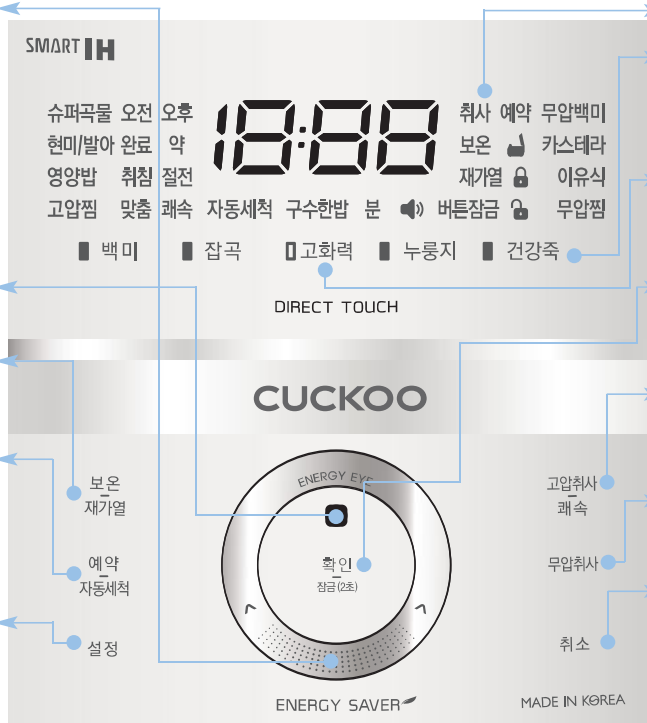 SMART IH
슈퍼곡물 오전 오후 18:88 취사 예약 무압백미
현미/발아 완료 약 보온 카스테라
영양밥 취침 절전 재가열 이유식
고압찜 맞춤 쾌속 자동세척 구수한밥 분 버튼잠금 무압찜
백미 잡곡 고화력 누룽지 건강죽
DIRECT TOUCH
CUCKOO
ENERGY EYE
보온
재가열
고압취사
쾌속
예약
자동세척
확인
잠금(2초)
무압취사
설정
취소
ENERGY SAVER
MADE IN KOREA